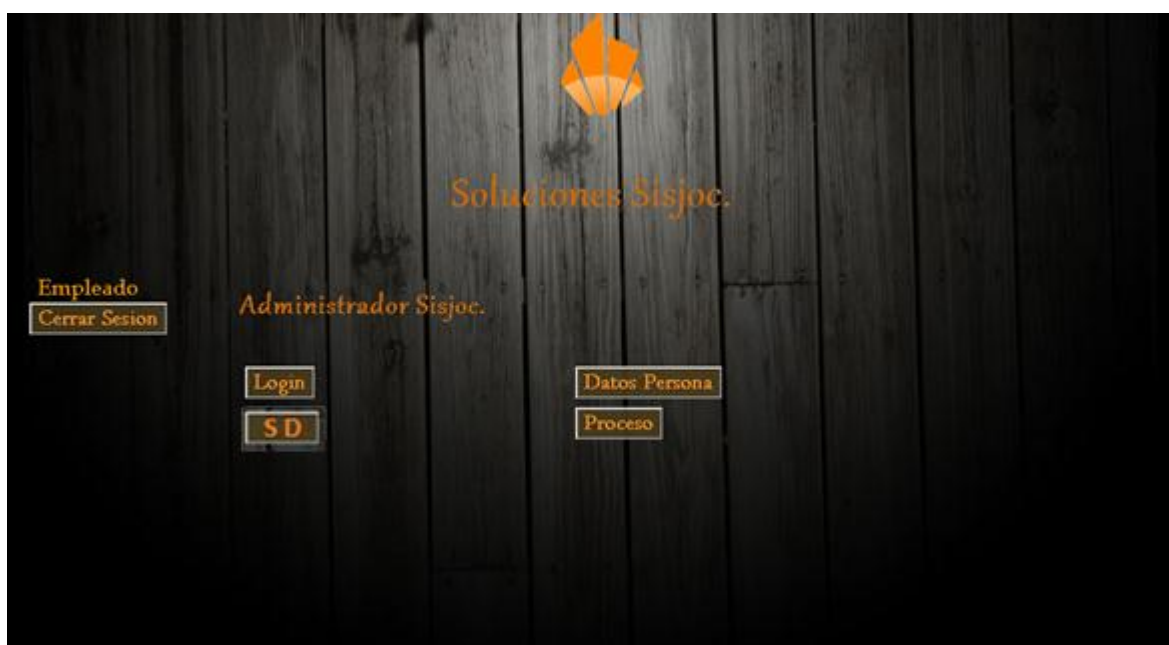 Soluciones Sisjoc.
Empleado
Cerrar Sesion
Administrador Sisjoc.
Login
Datos Persona
S D
Proceso